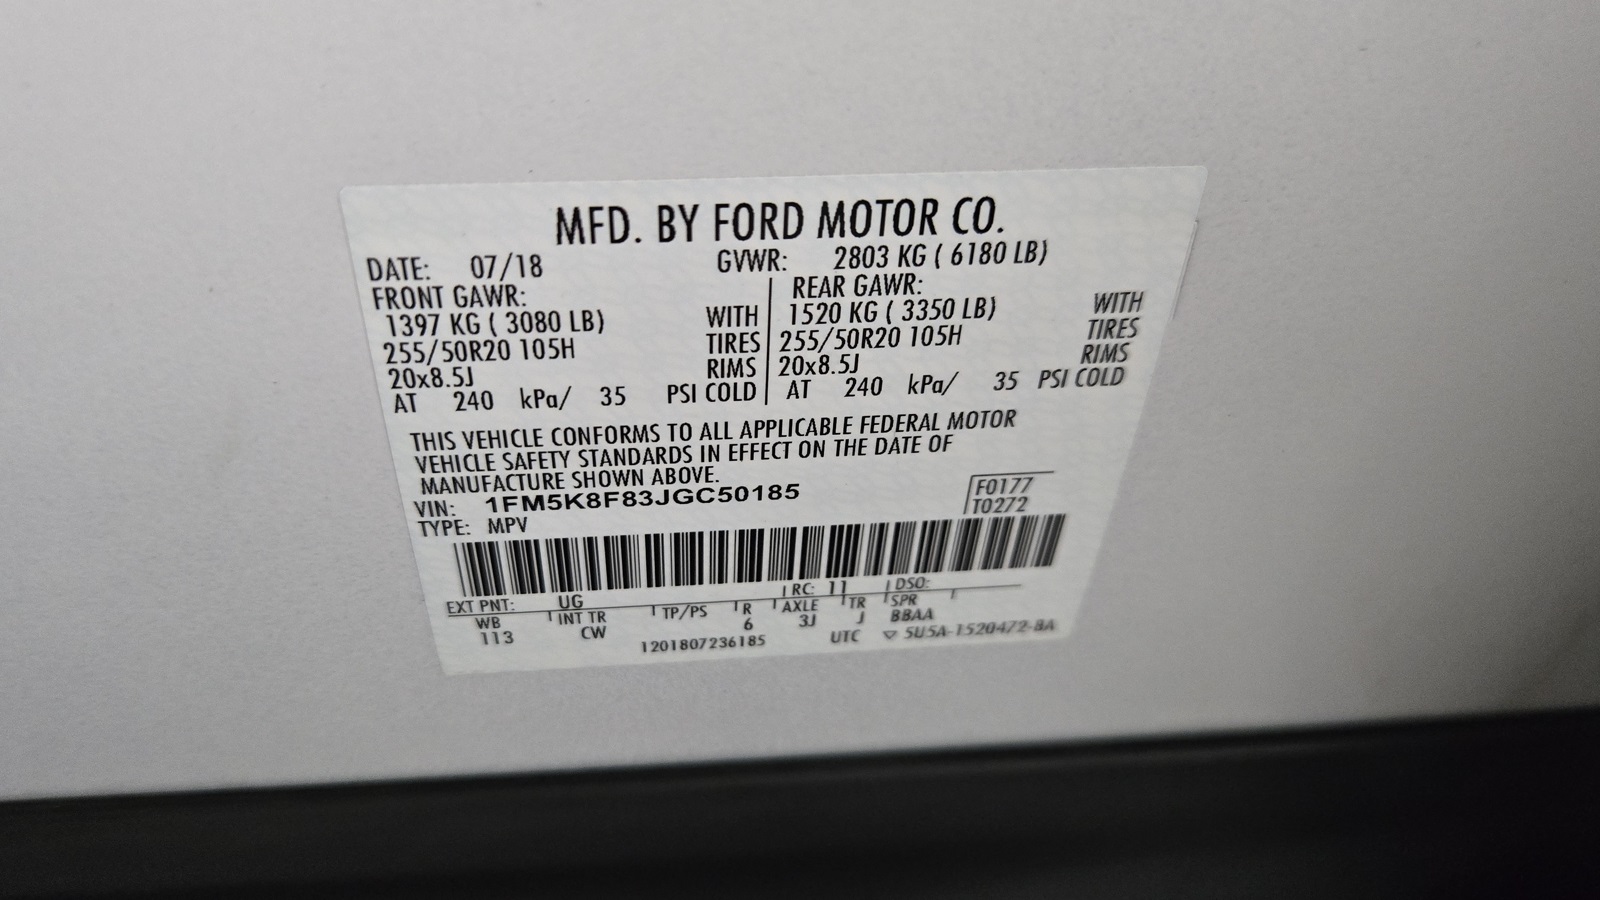 MFD. BY FORD MOTOR CO.
DATE: 07/18 GVWR: 2803 KG ( 6180 LB)
FRONT GAWR: REAR GAWR:
1397 KG ( 3080 LB) WITH 1520 KG ( 3350 LB) WITH
255/50R20 105H TIRES 255/50R20 105H TIRES
20x8.5J RIMS 20x8.5J RIMS
AT 240 kPa/ 35 PSI COLD AT 240 kPa/ 35 PSI COLD
THIS VEHICLE CONFORMS TO ALL APPLICABLE FEDERAL MOTOR
VEHICLE SAFETY STANDARDS IN EFFECT ON THE DATE OF
MANUFACTURE SHOWN ABOVE.
VIN: 1FM5K8F83JGC50185 F0177
TYPE: MPV T0272
EXT PNT: UG RC: 11 DSO:
WB INT TR TP/PS R AXLE TR SPR
113 CW 6 3J J BBAA
1201807236185 UTC ▽ 5U5A-1520472-BA